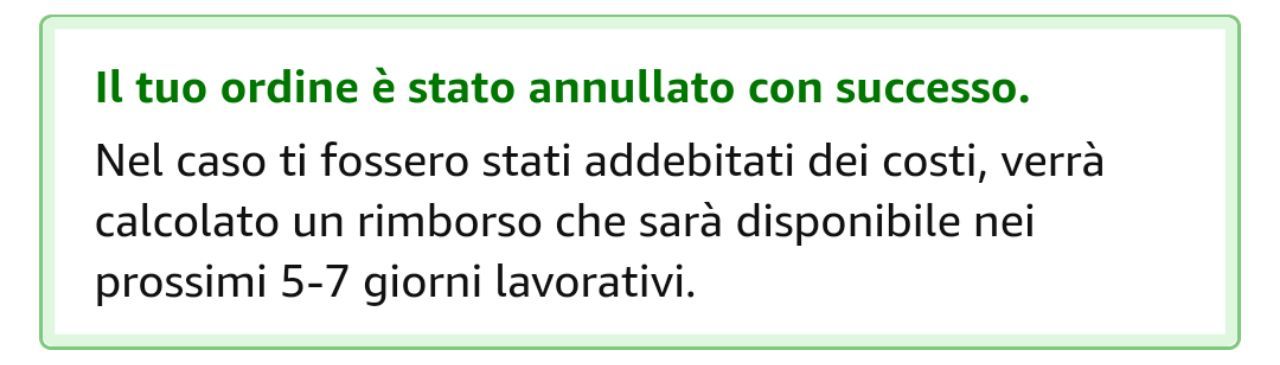 Il tuo ordine è stato annullato con successo.
Nel caso ti fossero stati addebitati dei costi, verrà
calcolato un rimborso che sarà disponibile nei
prossimi 5-7 giorni lavorativi.